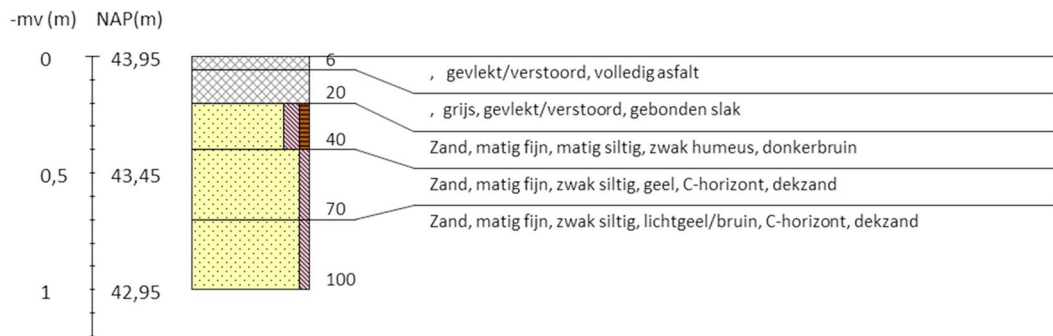 -mv (m) NAP(m)
0 43,95 6
, gevlekt/verstoord, volledig asfalt
20
, grijs, gevlekt/verstoord, gebonden slak
40
Zand, matig fijn, matig siltig, zwak humeus, donkerbruin
0,5 43,45
Zand, matig fijn, zwak siltig, geel, C-horizont, dekzand
70
Zand, matig fijn, zwak siltig, lichtgeel/bruin, C-horizont, dekzand
100
1 42,95